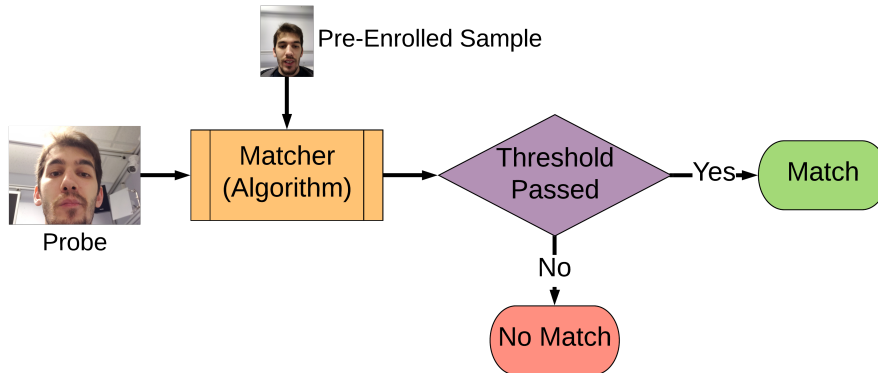 Pre-Enrolled Sample
Probe
Matcher
(Algorithm)
Threshold
Passed
Yes
Match
No
No Match